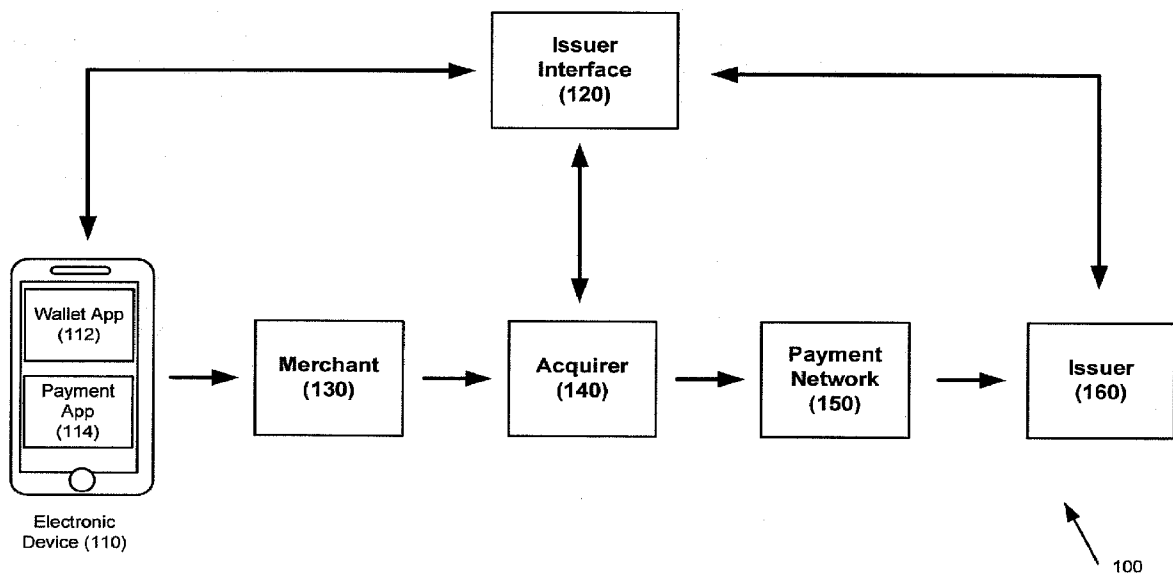 Issuer
Interface
(120)
Wallet App
(112)
Payment
App
(114)
Merchant
(130)
Acquirer
(140)
Payment
Network
(150)
Issuer
(160)
Electronic
Device (110)
100